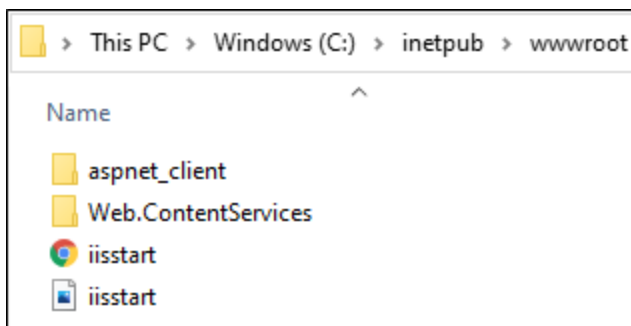 This PC > Windows (C:) > inetpub > wwwroot
Name
aspnet_client
Web.ContentServices
iisstart
iisstart